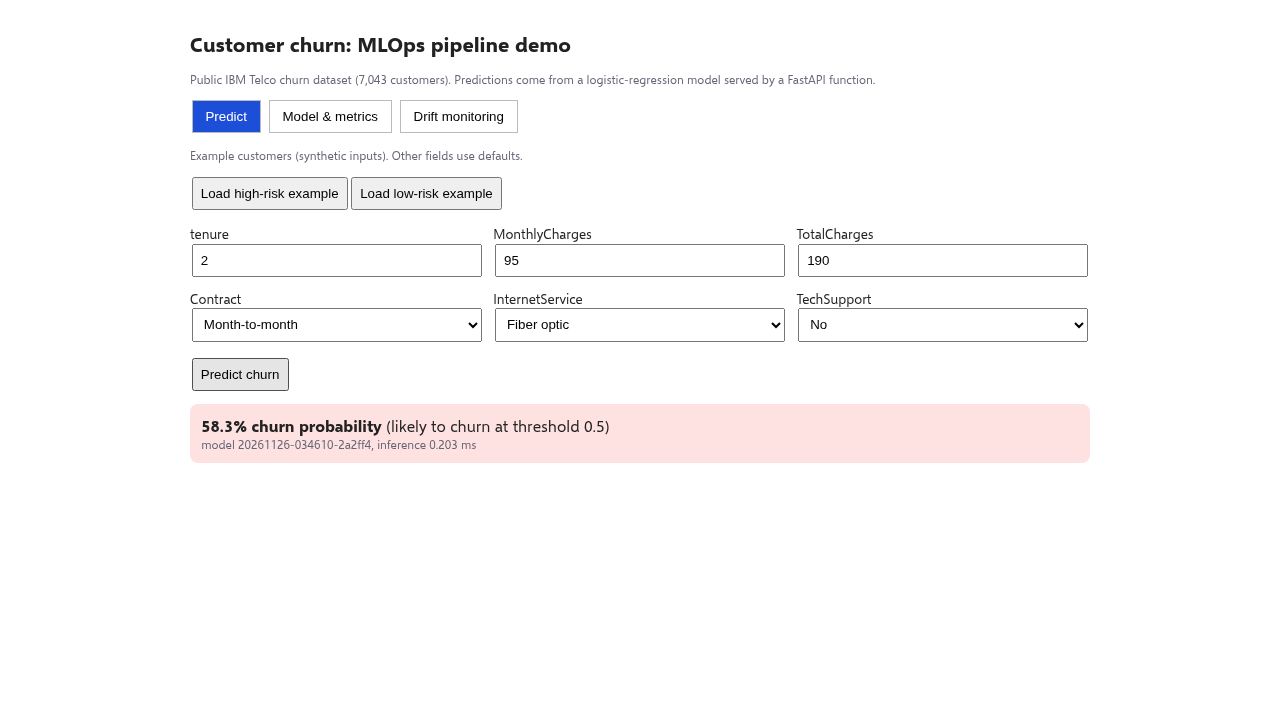 Customer churn: MLOps pipeline demo
Public IBM Telco churn dataset (7,043 customers). Predictions come from a logistic-regression model served by a FastAPI function.
Predict Model & metrics Drift monitoring
Example customers (synthetic inputs). Other fields use defaults.
Load high-risk example Load low-risk example
tenure MonthlyCharges TotalCharges
2 95 190
Contract InternetService TechSupport
Month-to-month Fiber optic No
Predict churn
58.3% churn probability (likely to churn at threshold 0.5)
model 20261126-034610-2a2ff4, inference 0.203 ms